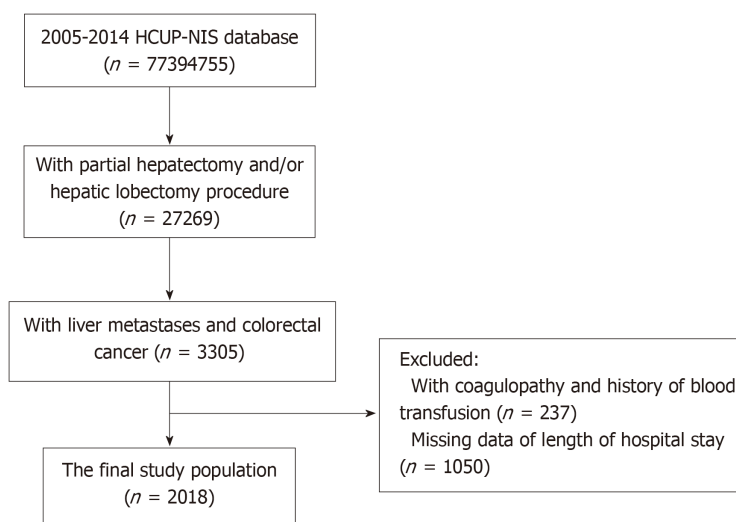 2005-2014 HCUP-NIS database
(n = 77394755)
With partial hepatectomy and/or
hepatic lobectomy procedure
(n = 27269)
With liver metastases and colorectal
cancer (n = 3305)
Excluded:
With coagulopathy and history of blood
transfusion (n = 237)
Missing data of length of hospital stay
(n = 1050)
The final study population
(n = 2018)